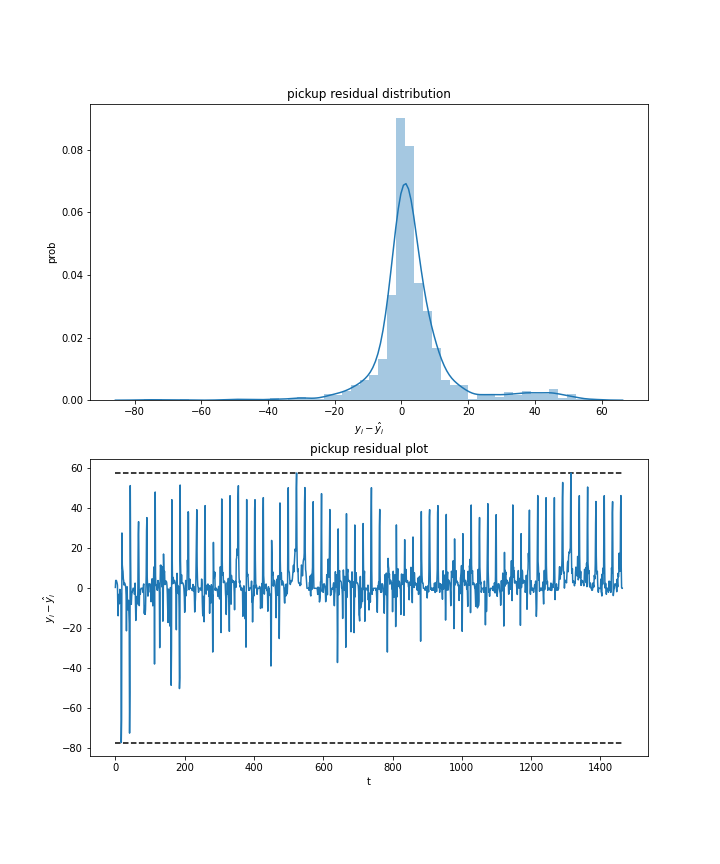 pickup residual distribution
0.08
0.06
0.04
0.02
0.00
prob
−80 −60 −40 −20 0 20 40 60
y_i − ŷ_i
pickup residual plot
60
40
20
0
−20
−40
−60
−80
y_i − ŷ_i
0 200 400 600 800 1000 1200 1400
t